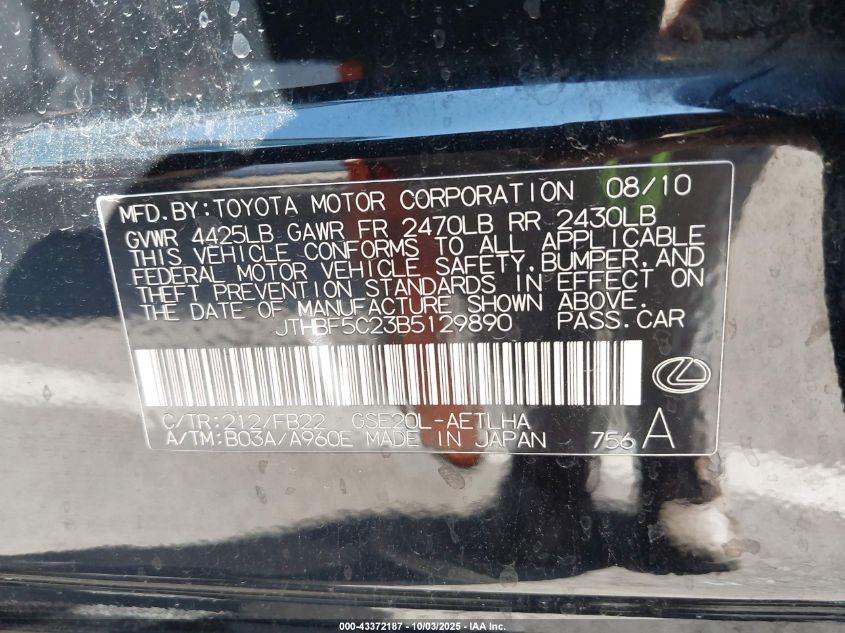 MFD.BY:TOYOTA MOTOR CORPORATION 08/10
GVWR 4425LB GAWR FR 2470LB RR 2430LB
THIS VEHICLE CONFORMS TO ALL APPLICABLE
FEDERAL MOTOR VEHICLE SAFETY,BUMPER,AND
THEFT PREVENTION STANDARDS IN EFFECT ON
THE DATE OF MANUFACTURE SHOWN ABOVE.
JTHBF5C23B5129890 PASS.CAR
C/TR:212/FB22 GSE20L-AETLHA
A/TM:B03A/A960E MADE IN JAPAN 756 A
000-43372187 - 10/03/2025 - IAA Inc.